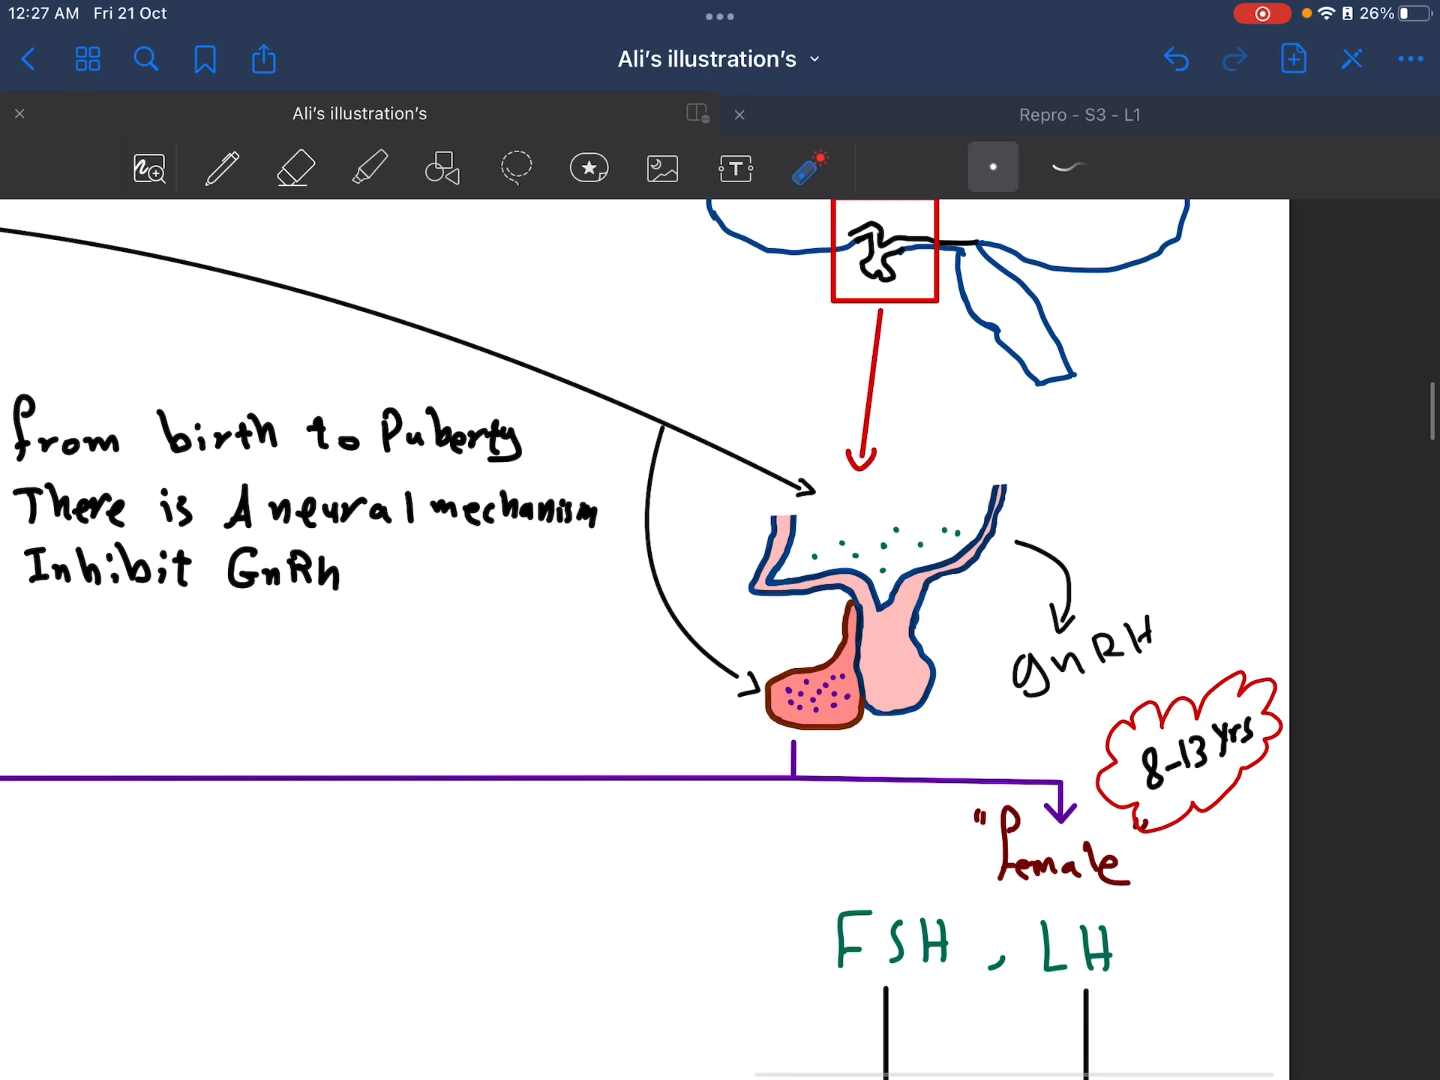 12:27 AM Fri 21 Oct
26%
Ali's illustration's
Ali's illustration's
Repro - S3 - L1
T
from birth to Puberty
There is A neural mechanism
Inhibit GnRh
gnRH
8-13 yrs
"female
FSH , LH